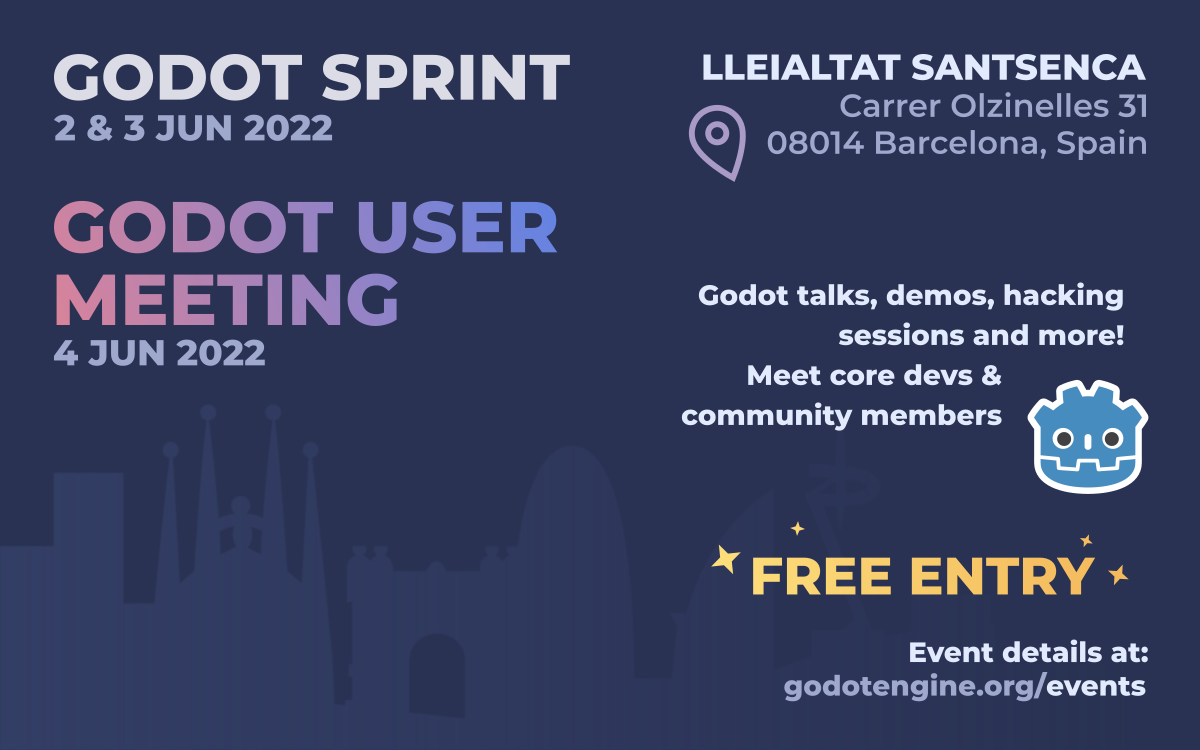 GODOT SPRINT
2 & 3 JUN 2022
GODOT USER
MEETING
4 JUN 2022
LLEIALTAT SANTSENCA
Carrer Olzinelles 31
08014 Barcelona, Spain
Godot talks, demos, hacking
sessions and more!
Meet core devs &
community members
FREE ENTRY
Event details at:
godotengine.org/events